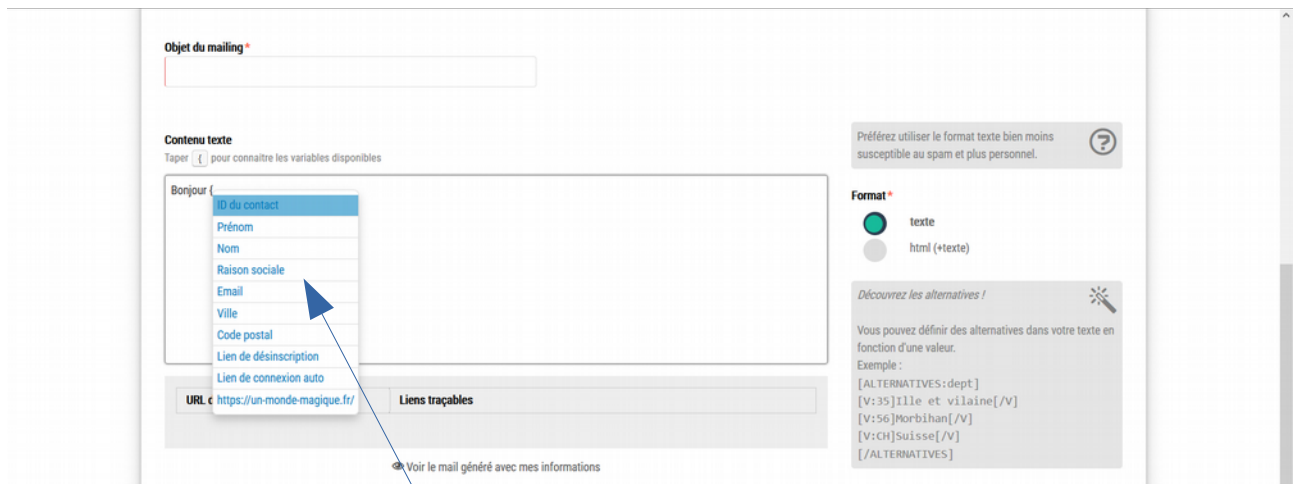 Objet du mailing *
Contenu texte
Taper { pour connaitre les variables disponibles
Bonjour {
ID du contact
Prénom
Nom
Raison sociale
Email
Ville
Code postal
Lien de désinscription
Lien de connexion auto
https://un-monde-magique.fr/
URL
Liens traçables
Voir le mail généré avec mes informations
Préférez utiliser le format texte bien moins
susceptible au spam et plus personnel.
?
Format *
texte
html (+texte)
Découvrez les alternatives !
Vous pouvez définir des alternatives dans votre texte en
fonction d'une valeur.
Exemple :
[ALTERNATIVES:dept]
[V:35]Ille et vilaine[/V]
[V:56]Morbihan[/V]
[V:CH]Suisse[/V]
[/ALTERNATIVES]